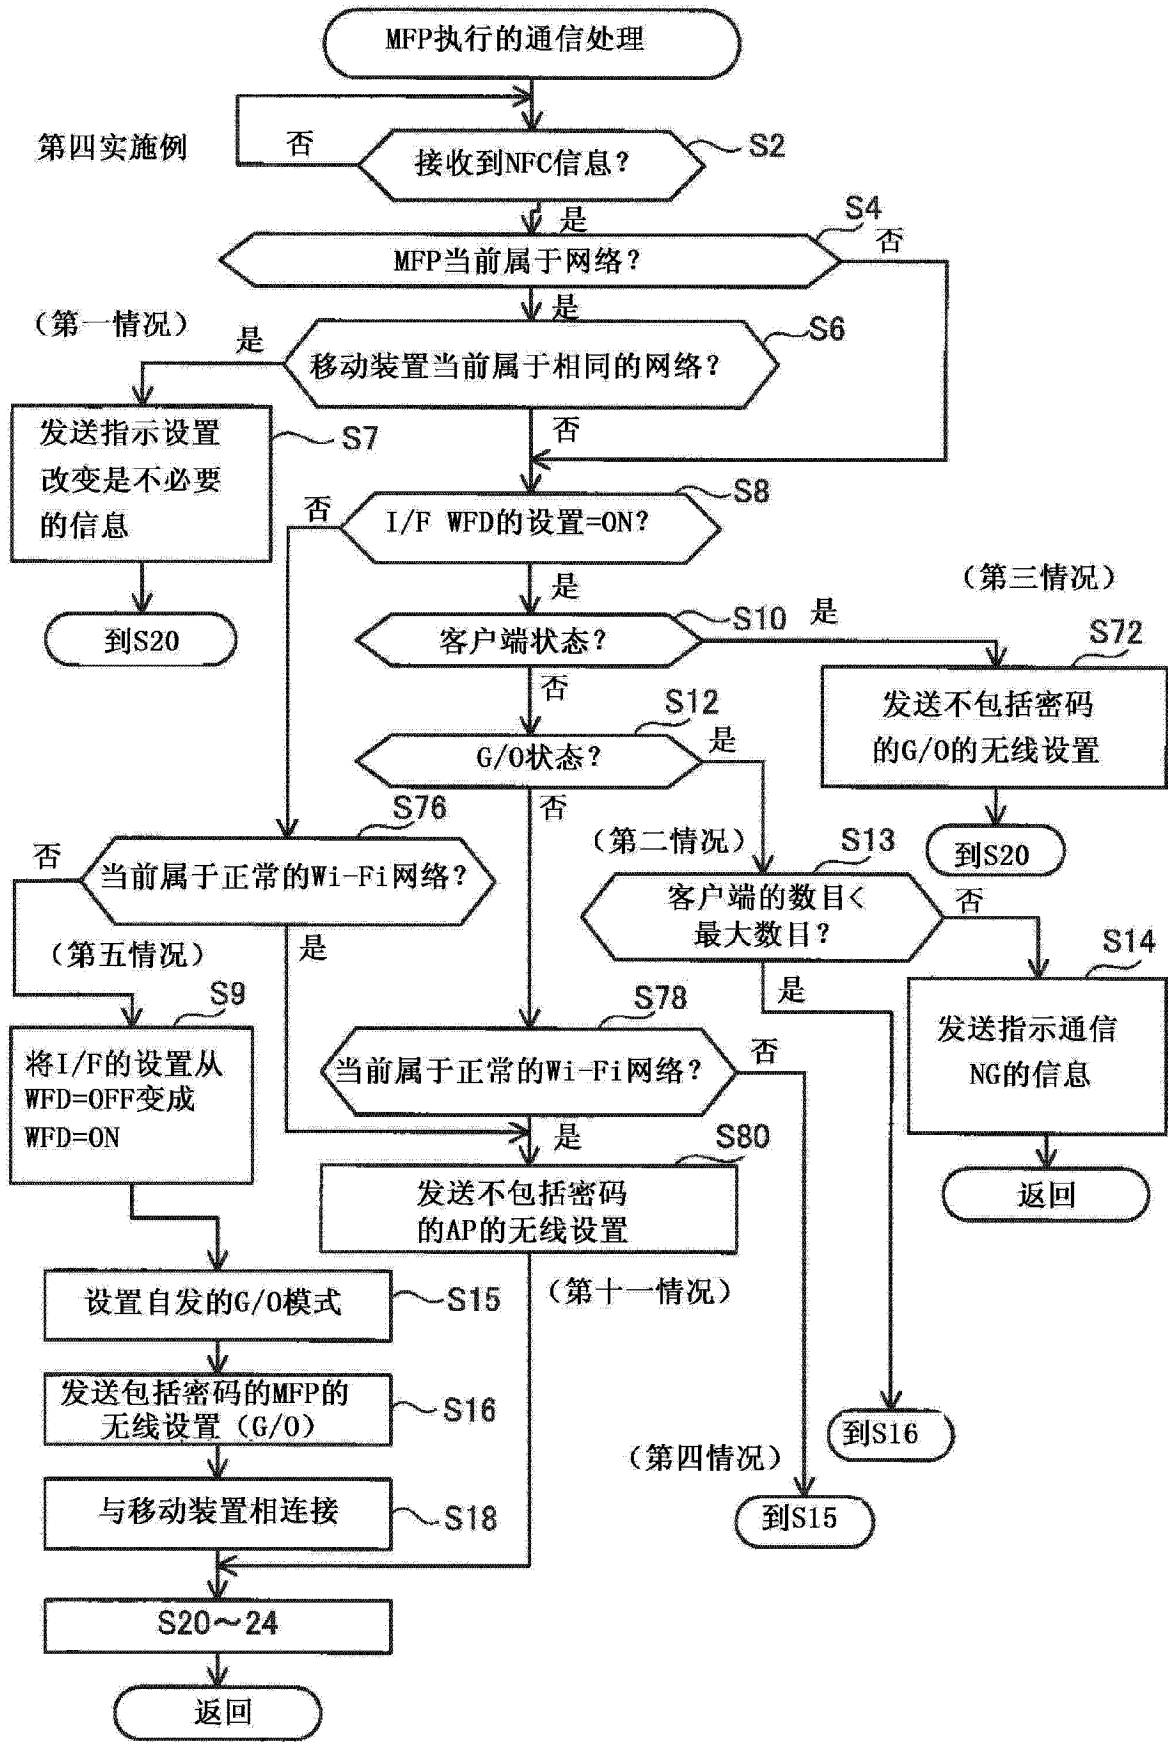 MFP执行的通信处理
第四实施例
否
接收到NFC信息？
S2
是
S4
否
MFP当前属于网络？
是
（第一情况）
是
S6
移动装置当前属于相同的网络？
否
发送指示设置
改变是不必要
的信息
S7
到S20
S8
否
I/F WFD的设置=ON？
是
（第三情况）
S10
是
客户端状态？
S72
发送不包括密码
的G/O的无线设置
到S20
否
S12
是
G/O状态？
否
S76
否
当前属于正常的Wi-Fi网络？
是
（第二情况）
S13
客户端的数目<
最大数目？
否
是
S14
发送指示通信
NG的信息
返回
（第五情况）
S9
将I/F的设置从
WFD=OFF变成
WFD=ON
S78
当前属于正常的Wi-Fi网络？
否
是
S80
发送不包括密码
的AP的无线设置
（第十一情况）
设置自发的G/O模式
S15
发送包括密码的MFP的
无线设置（G/O）
S16
到S16
（第四情况）
到S15
与移动装置相连接
S18
S20～24
返回